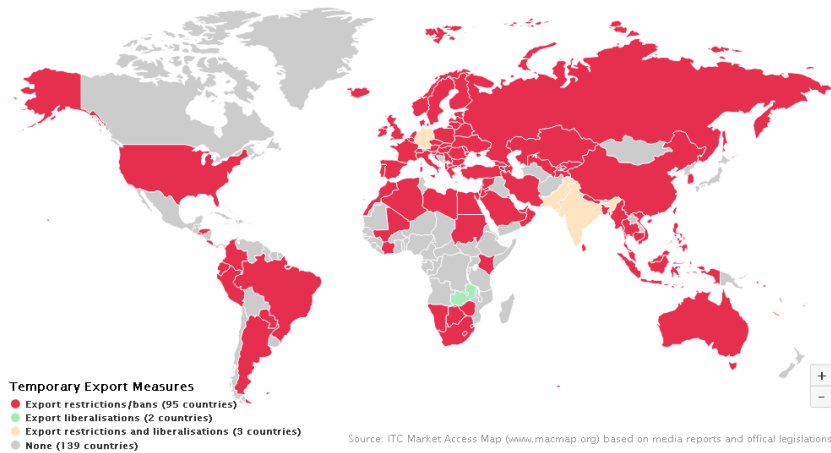 Temporary Export Measures
Export restrictions/bans (95 countries)
Export liberalisations (2 countries)
Export restrictions and liberalisations (3 countries)
None (139 countries)
Source: ITC Market Access Map (www.macmap.org) based on media reports and offical legislations
+
−